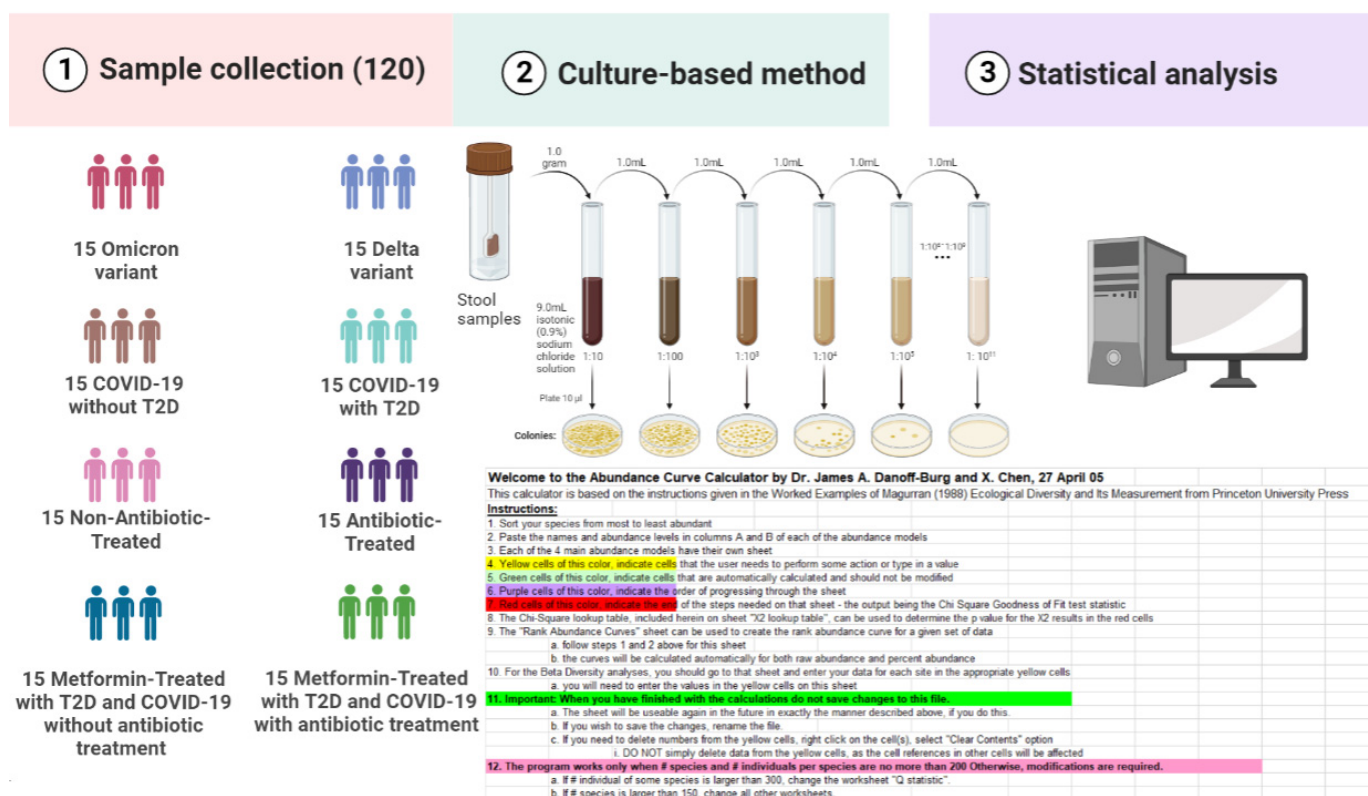 1 Sample collection (120)
2 Culture-based method
3 Statistical analysis
15 Omicron
variant
15 Delta
variant
15 COVID-19
without T2D
15 COVID-19
with T2D
15 Non-Antibiotic-
Treated
15 Antibiotic-
Treated
15 Metformin-Treated
with T2D and COVID-19
without antibiotic
treatment
15 Metformin-Treated
with T2D and COVID-19
with antibiotic treatment
Stool
samples
1.0
gram
1.0mL
1.0mL
1.0mL
1.0mL
1.0mL
9.0mL
isotonic
(0.9%)
sodium
chloride
solution
1:10
1:100
1:10³
1:10⁴
1:10⁵
...
1: 10¹¹
Plate 10 µl
Colonies:
Welcome to the Abundance Curve Calculator by Dr. James A. Danoff-Burg and X. Chen, 27 April 05
This calculator is based on the instructions given in the Worked Examples of Magurran (1988) Ecological Diversity and Its Measurement from Princeton University Press
Instructions:
1. Sort your species from most to least abundant
2. Paste the names and abundance levels in columns A and B of each of the abundance models
3. Each of the 4 main abundance models have their own sheet
4. Yellow cells of this color, indicate cells that the user needs to perform some action or type in a value
5. Green cells of this color, indicate cells that are automatically calculated and should not be modified
6. Purple cells of this color, indicate the order of progressing through the sheet
7. Red cells of this color, indicate the end of the steps needed on that sheet - the output being the Chi Square Goodness of Fit test statistic
8. The Chi-Square lookup table, included herein on sheet "X2 lookup table", can be used to determine the p value for the X2 results in the red cells
9. The "Rank Abundance Curves" sheet can be used to create the rank abundance curve for a given set of data
a. follow steps 1 and 2 above for this sheet
b. the curves will be calculated automatically for both raw abundance and percent abundance
10. For the Beta Diversity analyses, you should go to that sheet and enter your data for each site in the appropriate yellow cells
a. you will need to enter the values in the yellow cells on this sheet
11. Important: When you have finished with the calculations do not save changes to this file.
a. The sheet will be useable again in the future in exactly the manner described above, if you do this.
b. If you wish to save the changes, rename the file.
c. If you need to delete numbers from the yellow cells, right click on the cell(s), select "Clear Contents" option
i. DO NOT simply delete data from the yellow cells, as the cell references in other cells will be affected
12. The program works only when # species and # individuals per species are no more than 200 Otherwise, modifications are required.
a. If # individual of some species is larger than 300, change the worksheet "Q statistic".
b. If # species is larger than 150, change all other worksheets.